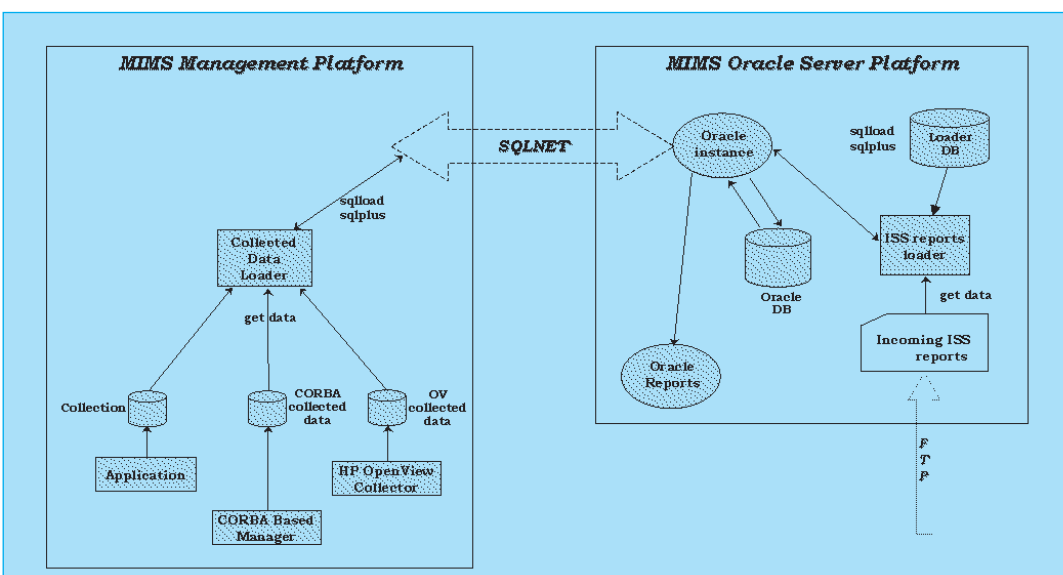 MIMS Management Platform
sqlload
sqlplus
Collected
Data
Loader
get data
Collection
CORBA
collected
data
OV
collected
data
Application
HP OpenView
Collector
CORBA Based
Manager
SQLNET
MIMS Oracle Server Platform
Oracle
instance
sqlload
sqlplus
Loader
DB
ISS reports
loader
Oracle
DB
get data
Oracle
Reports
Incoming ISS
reports
F
T
P